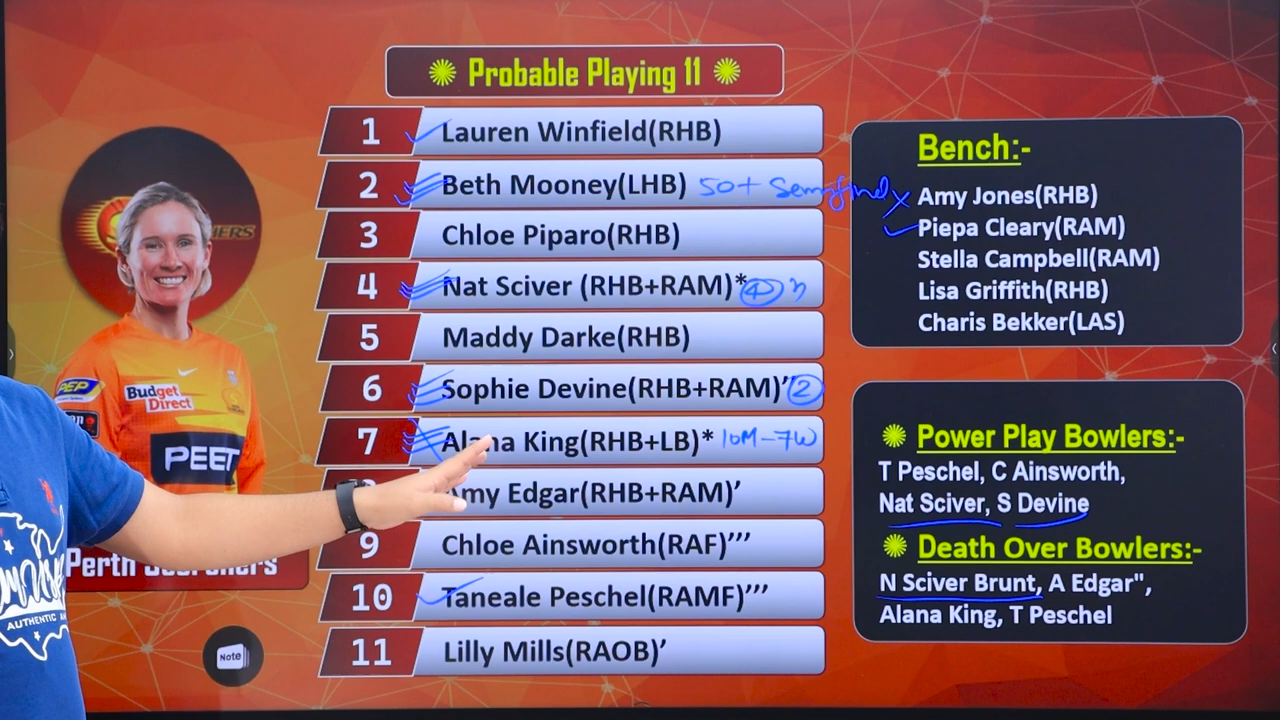 Probable Playing 11
1 Lauren Winfield(RHB)
2 Beth Mooney(LHB) 50+ Semifinal
3 Chloe Piparo(RHB)
4 Nat Sciver (RHB+RAM)*
5 Maddy Darke(RHB)
6 Sophie Devine(RHB+RAM)' 2
7 Alana King(RHB+LB)* 10M-7W
Amy Edgar(RHB+RAM)'
9 Chloe Ainsworth(RAF)'''
10 Taneale Peschel(RAMF)'''
11 Lilly Mills(RAOB)'
Bench:-
Amy Jones(RHB)
Piepa Cleary(RAM)
Stella Campbell(RAM)
Lisa Griffith(RHB)
Charis Bekker(LAS)
Power Play Bowlers:-
T Peschel, C Ainsworth,
Nat Sciver, S Devine
Death Over Bowlers:-
N Sciver Brunt, A Edgar",
Alana King, T Peschel
PEP
Budget
Direct
PEET
Perth
Note
AUTHENTIC